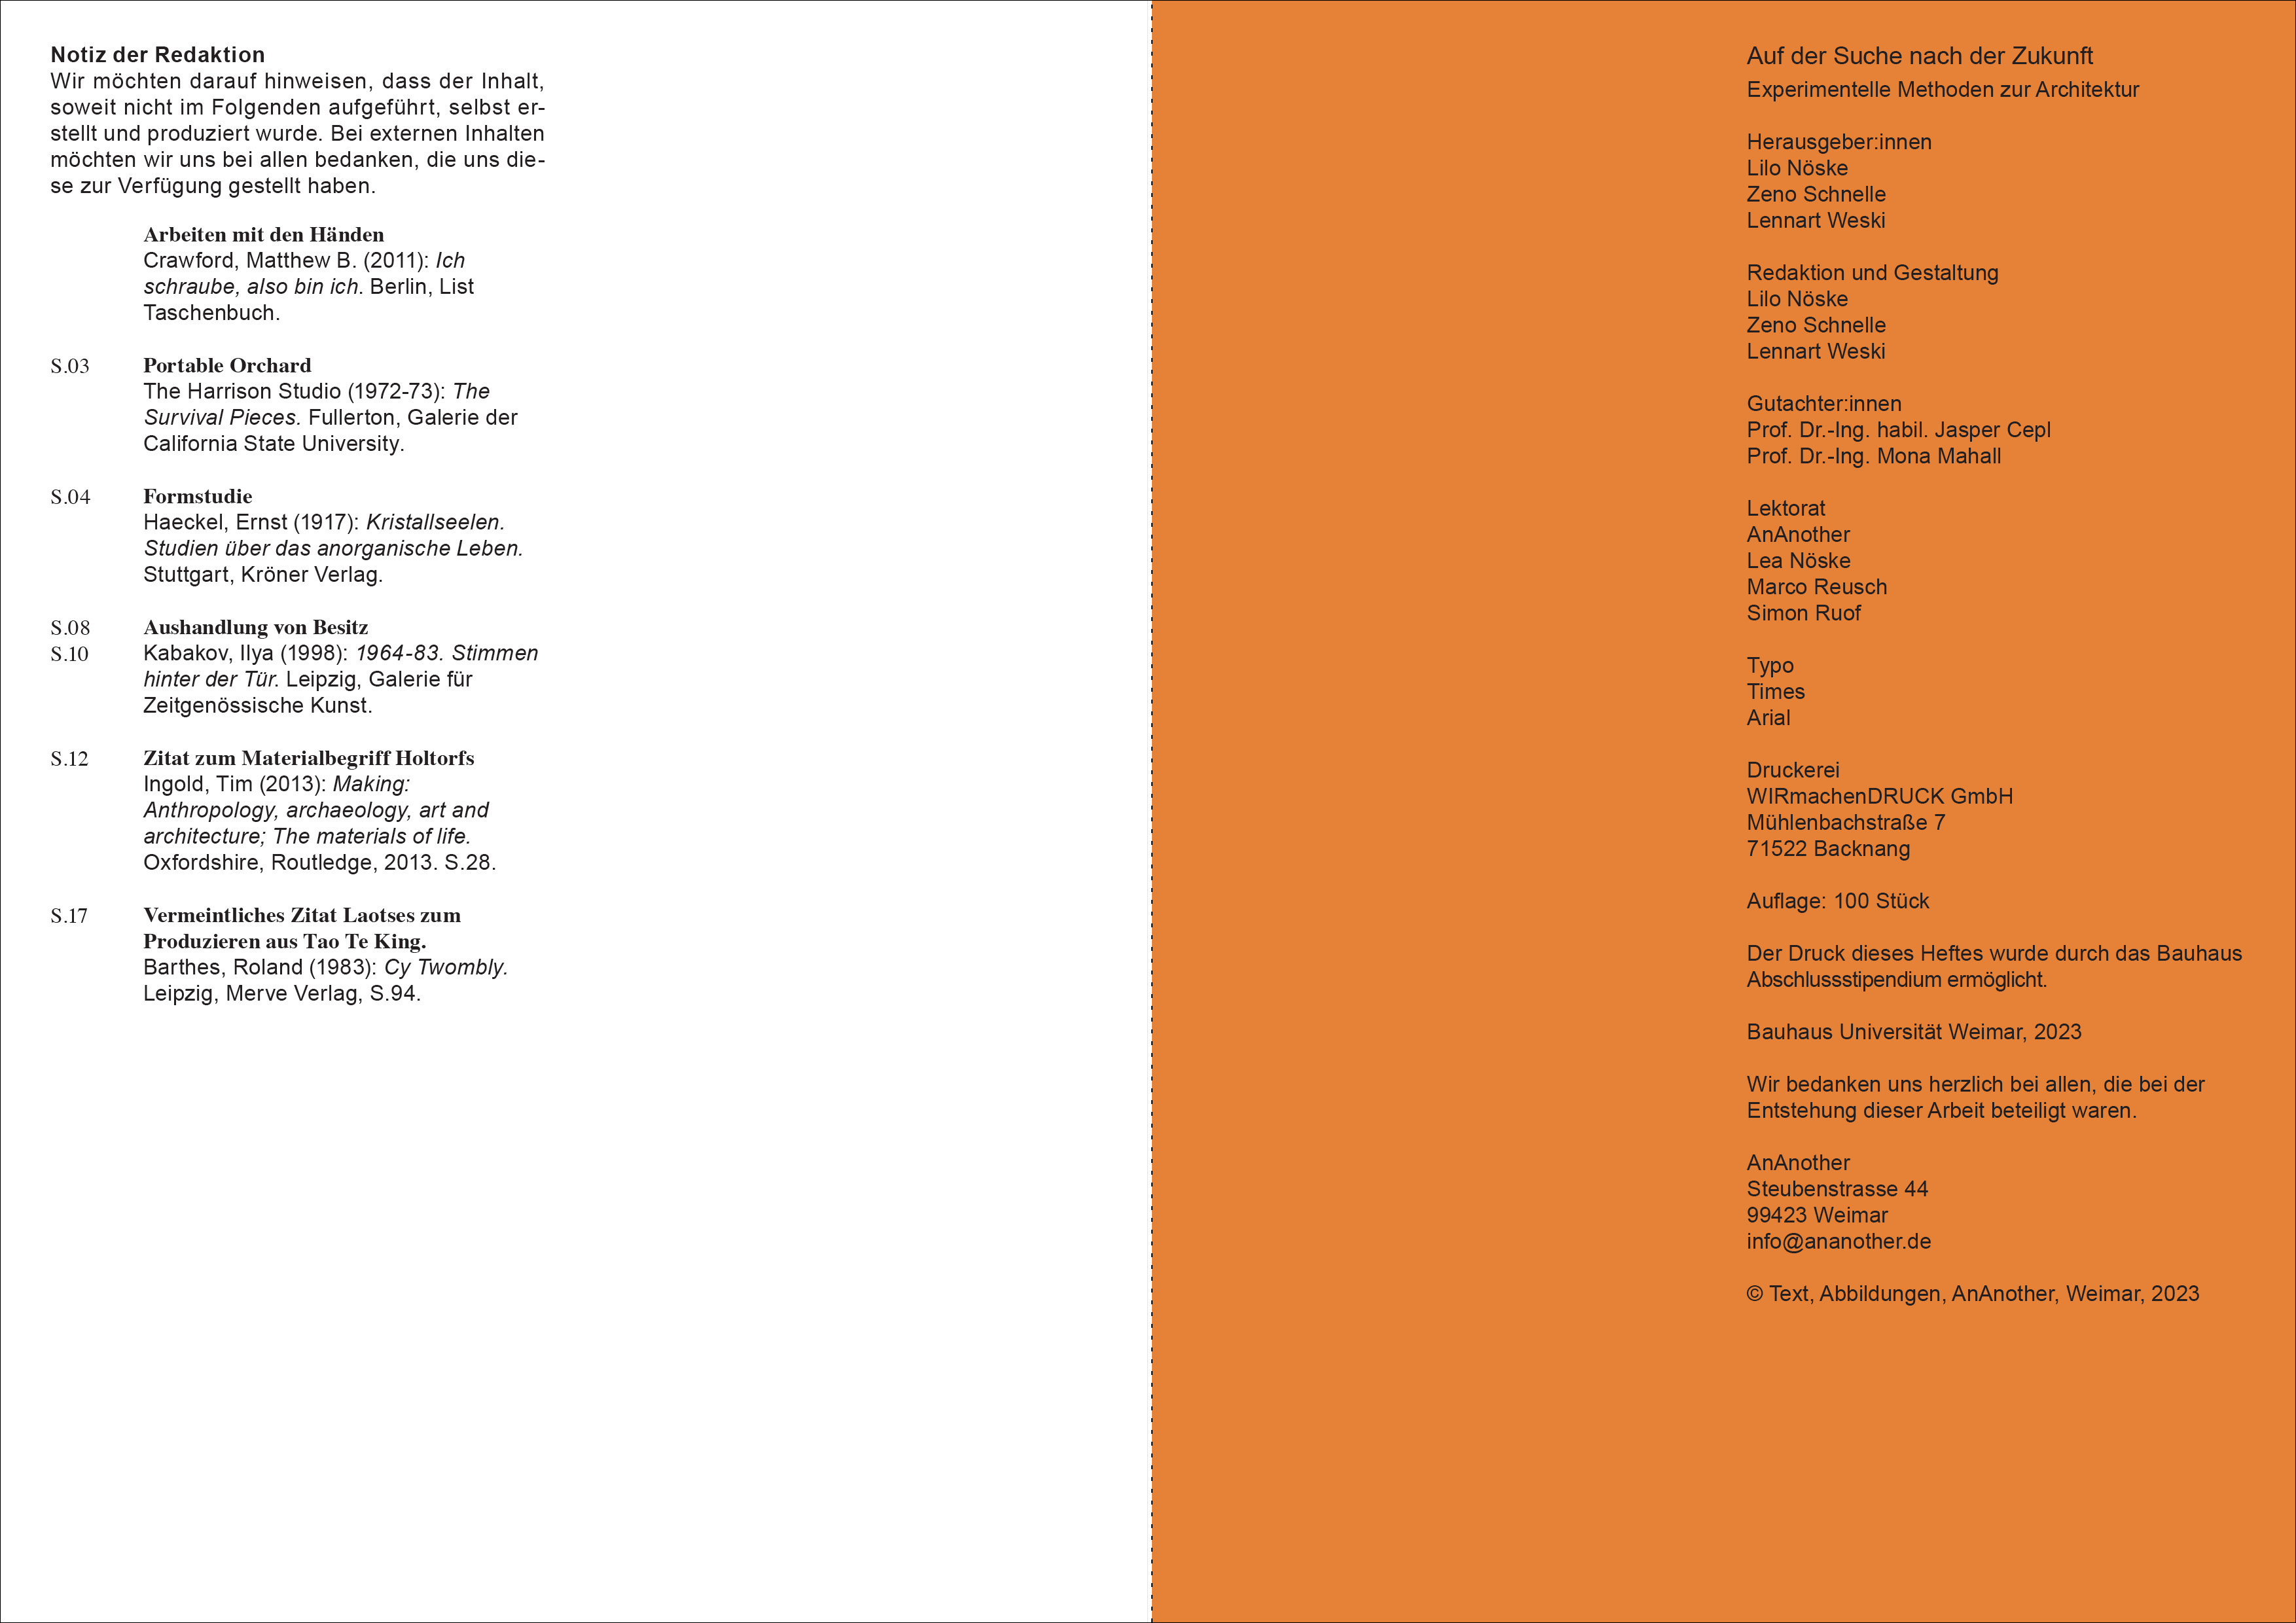 Notiz der Redaktion
Wir möchten darauf hinweisen, dass der Inhalt,
soweit nicht im Folgenden aufgeführt, selbst er-
stellt und produziert wurde. Bei externen Inhalten
möchten wir uns bei allen bedanken, die uns die-
se zur Verfügung gestellt haben.
Arbeiten mit den Händen
Crawford, Matthew B. (2011): Ich
schraube, also bin ich. Berlin, List
Taschenbuch.
S.03 Portable Orchard
The Harrison Studio (1972-73): The
Survival Pieces. Fullerton, Galerie der
California State University.
S.04 Formstudie
Haeckel, Ernst (1917): Kristallseelen.
Studien über das anorganische Leben.
Stuttgart, Kröner Verlag.
S.08 Aushandlung von Besitz
S.10 Kabakov, Ilya (1998): 1964-83. Stimmen
hinter der Tür. Leipzig, Galerie für
Zeitgenössische Kunst.
S.12 Zitat zum Materialbegriff Holtorfs
Ingold, Tim (2013): Making:
Anthropology, archaeology, art and
architecture; The materials of life.
Oxfordshire, Routledge, 2013. S.28.
S.17 Vermeintliches Zitat Laotses zum
Produzieren aus Tao Te King.
Barthes, Roland (1983): Cy Twombly.
Leipzig, Merve Verlag, S.94.
Auf der Suche nach der Zukunft
Experimentelle Methoden zur Architektur
Herausgeber:innen
Lilo Nöske
Zeno Schnelle
Lennart Weski
Redaktion und Gestaltung
Lilo Nöske
Zeno Schnelle
Lennart Weski
Gutachter:innen
Prof. Dr.-Ing. habil. Jasper Cepl
Prof. Dr.-Ing. Mona Mahall
Lektorat
AnAnother
Lea Nöske
Marco Reusch
Simon Ruof
Typo
Times
Arial
Druckerei
WIRmachenDRUCK GmbH
Mühlenbachstraße 7
71522 Backnang
Auflage: 100 Stück
Der Druck dieses Heftes wurde durch das Bauhaus
Abschlussstipendium ermöglicht.
Bauhaus Universität Weimar, 2023
Wir bedanken uns herzlich bei allen, die bei der
Entstehung dieser Arbeit beteiligt waren.
AnAnother
Steubenstrasse 44
99423 Weimar
info@ananother.de
© Text, Abbildungen, AnAnother, Weimar, 2023